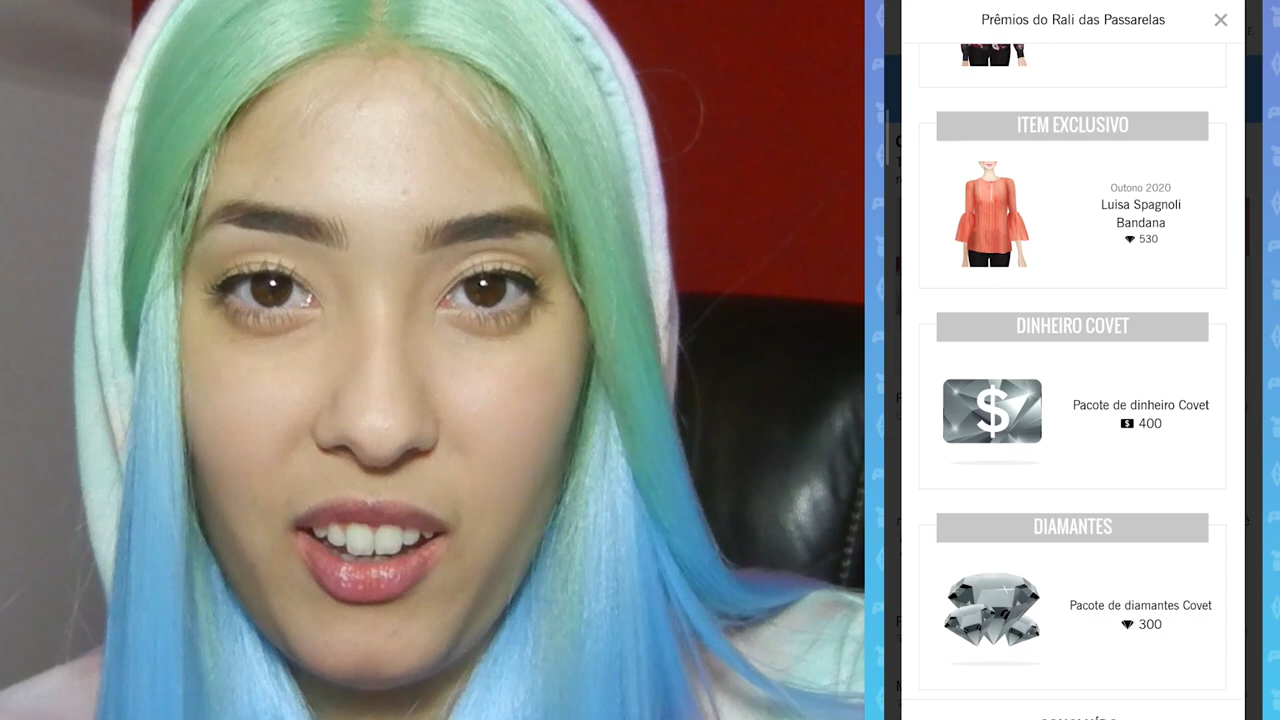 Prêmios do Rali das Passarelas
ITEM EXCLUSIVO
Outono 2020
Luisa Spagnoli
Bandana
530
DINHEIRO COVET
Pacote de dinheiro Covet
$
$ 400
DIAMANTES
Pacote de diamantes Covet
300